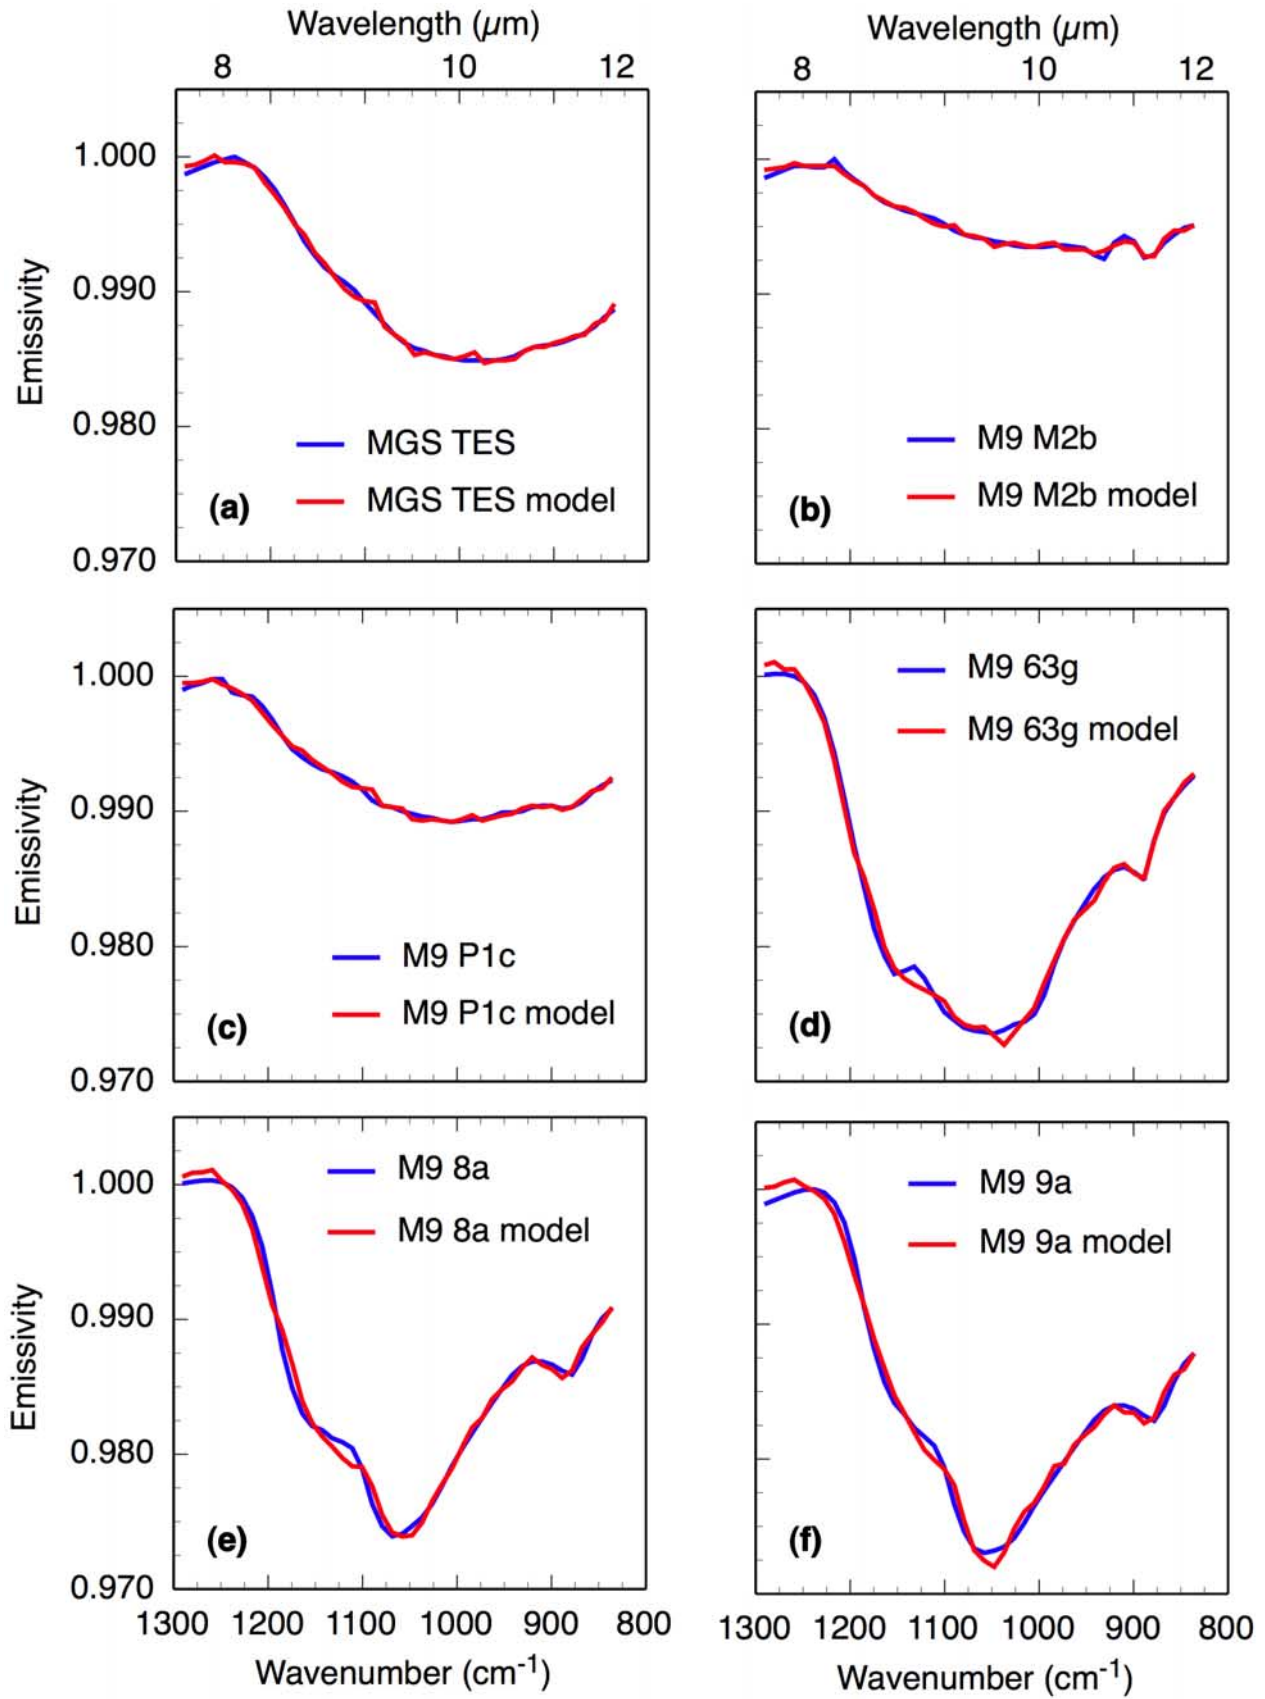 Wavelength (µm)
Wavelength (µm)
8 10 12
8 10 12
1.000
0.990
0.980
0.970
Emissivity
MGS TES
MGS TES model
(a)
M9 M2b
M9 M2b model
(b)
1.000
0.990
0.980
0.970
Emissivity
M9 P1c
M9 P1c model
(c)
M9 63g
M9 63g model
(d)
1.000
0.990
0.980
0.970
Emissivity
M9 8a
M9 8a model
(e)
M9 9a
M9 9a model
(f)
1300 1200 1100 1000 900 800
1300 1200 1100 1000 900 800
Wavenumber (cm⁻¹)
Wavenumber (cm⁻¹)